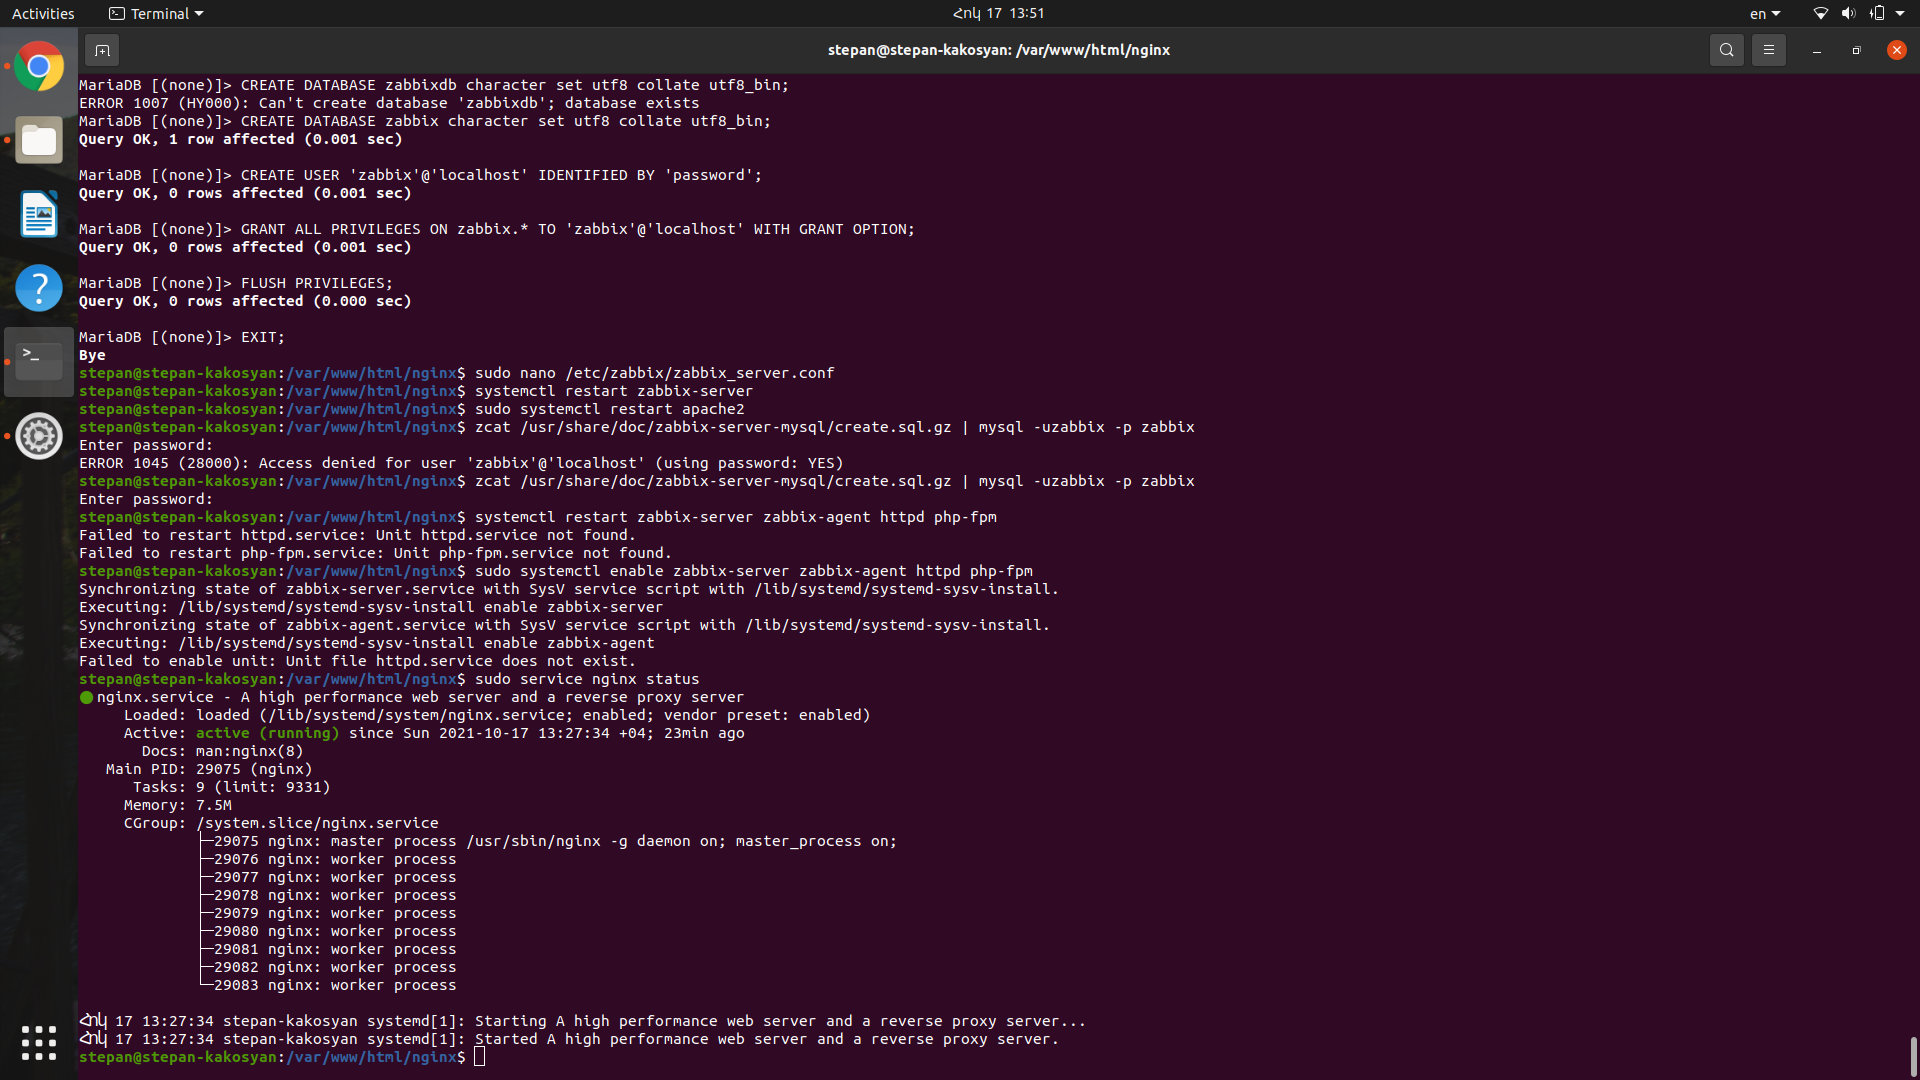 Activities
Terminal
Հոկ 17 13:51
en
stepan@stepan-kakosyan: /var/www/html/nginx
MariaDB [(none)]> CREATE DATABASE zabbixdb character set utf8 collate utf8_bin;
ERROR 1007 (HY000): Can't create database 'zabbixdb'; database exists
MariaDB [(none)]> CREATE DATABASE zabbix character set utf8 collate utf8_bin;
Query OK, 1 row affected (0.001 sec)
MariaDB [(none)]> CREATE USER 'zabbix'@'localhost' IDENTIFIED BY 'password';
Query OK, 0 rows affected (0.001 sec)
MariaDB [(none)]> GRANT ALL PRIVILEGES ON zabbix.* TO 'zabbix'@'localhost' WITH GRANT OPTION;
Query OK, 0 rows affected (0.001 sec)
MariaDB [(none)]> FLUSH PRIVILEGES;
Query OK, 0 rows affected (0.000 sec)
MariaDB [(none)]> EXIT;
Bye
stepan@stepan-kakosyan:/var/www/html/nginx$ sudo nano /etc/zabbix/zabbix_server.conf
stepan@stepan-kakosyan:/var/www/html/nginx$ systemctl restart zabbix-server
stepan@stepan-kakosyan:/var/www/html/nginx$ sudo systemctl restart apache2
stepan@stepan-kakosyan:/var/www/html/nginx$ zcat /usr/share/doc/zabbix-server-mysql/create.sql.gz | mysql -uzabbix -p zabbix
Enter password:
ERROR 1045 (28000): Access denied for user 'zabbix'@'localhost' (using password: YES)
stepan@stepan-kakosyan:/var/www/html/nginx$ zcat /usr/share/doc/zabbix-server-mysql/create.sql.gz | mysql -uzabbix -p zabbix
Enter password:
stepan@stepan-kakosyan:/var/www/html/nginx$ systemctl restart zabbix-server zabbix-agent httpd php-fpm
Failed to restart httpd.service: Unit httpd.service not found.
Failed to restart php-fpm.service: Unit php-fpm.service not found.
stepan@stepan-kakosyan:/var/www/html/nginx$ sudo systemctl enable zabbix-server zabbix-agent httpd php-fpm
Synchronizing state of zabbix-server.service with SysV service script with /lib/systemd/systemd-sysv-install.
Executing: /lib/systemd/systemd-sysv-install enable zabbix-server
Synchronizing state of zabbix-agent.service with SysV service script with /lib/systemd/systemd-sysv-install.
Executing: /lib/systemd/systemd-sysv-install enable zabbix-agent
Failed to enable unit: Unit file httpd.service does not exist.
stepan@stepan-kakosyan:/var/www/html/nginx$ sudo service nginx status
● nginx.service - A high performance web server and a reverse proxy server
Loaded: loaded (/lib/systemd/system/nginx.service; enabled; vendor preset: enabled)
Active: active (running) since Sun 2021-10-17 13:27:34 +04; 23min ago
Docs: man:nginx(8)
Main PID: 29075 (nginx)
Tasks: 9 (limit: 9331)
Memory: 7.5M
CGroup: /system.slice/nginx.service
├─29075 nginx: master process /usr/sbin/nginx -g daemon on; master_process on;
├─29076 nginx: worker process
├─29077 nginx: worker process
├─29078 nginx: worker process
├─29079 nginx: worker process
├─29080 nginx: worker process
├─29081 nginx: worker process
├─29082 nginx: worker process
└─29083 nginx: worker process
Հոկ 17 13:27:34 stepan-kakosyan systemd[1]: Starting A high performance web server and a reverse proxy server...
Հոկ 17 13:27:34 stepan-kakosyan systemd[1]: Started A high performance web server and a reverse proxy server.
stepan@stepan-kakosyan:/var/www/html/nginx$